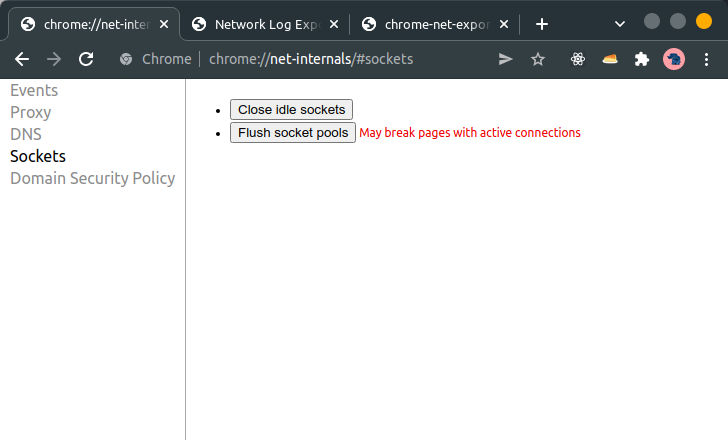 chrome://net-inter
Network Log Expo
chrome-net-expor
Chrome
chrome://net-internals/#sockets
Events
Proxy
DNS
Sockets
Domain Security Policy
Close idle sockets
Flush socket pools May break pages with active connections